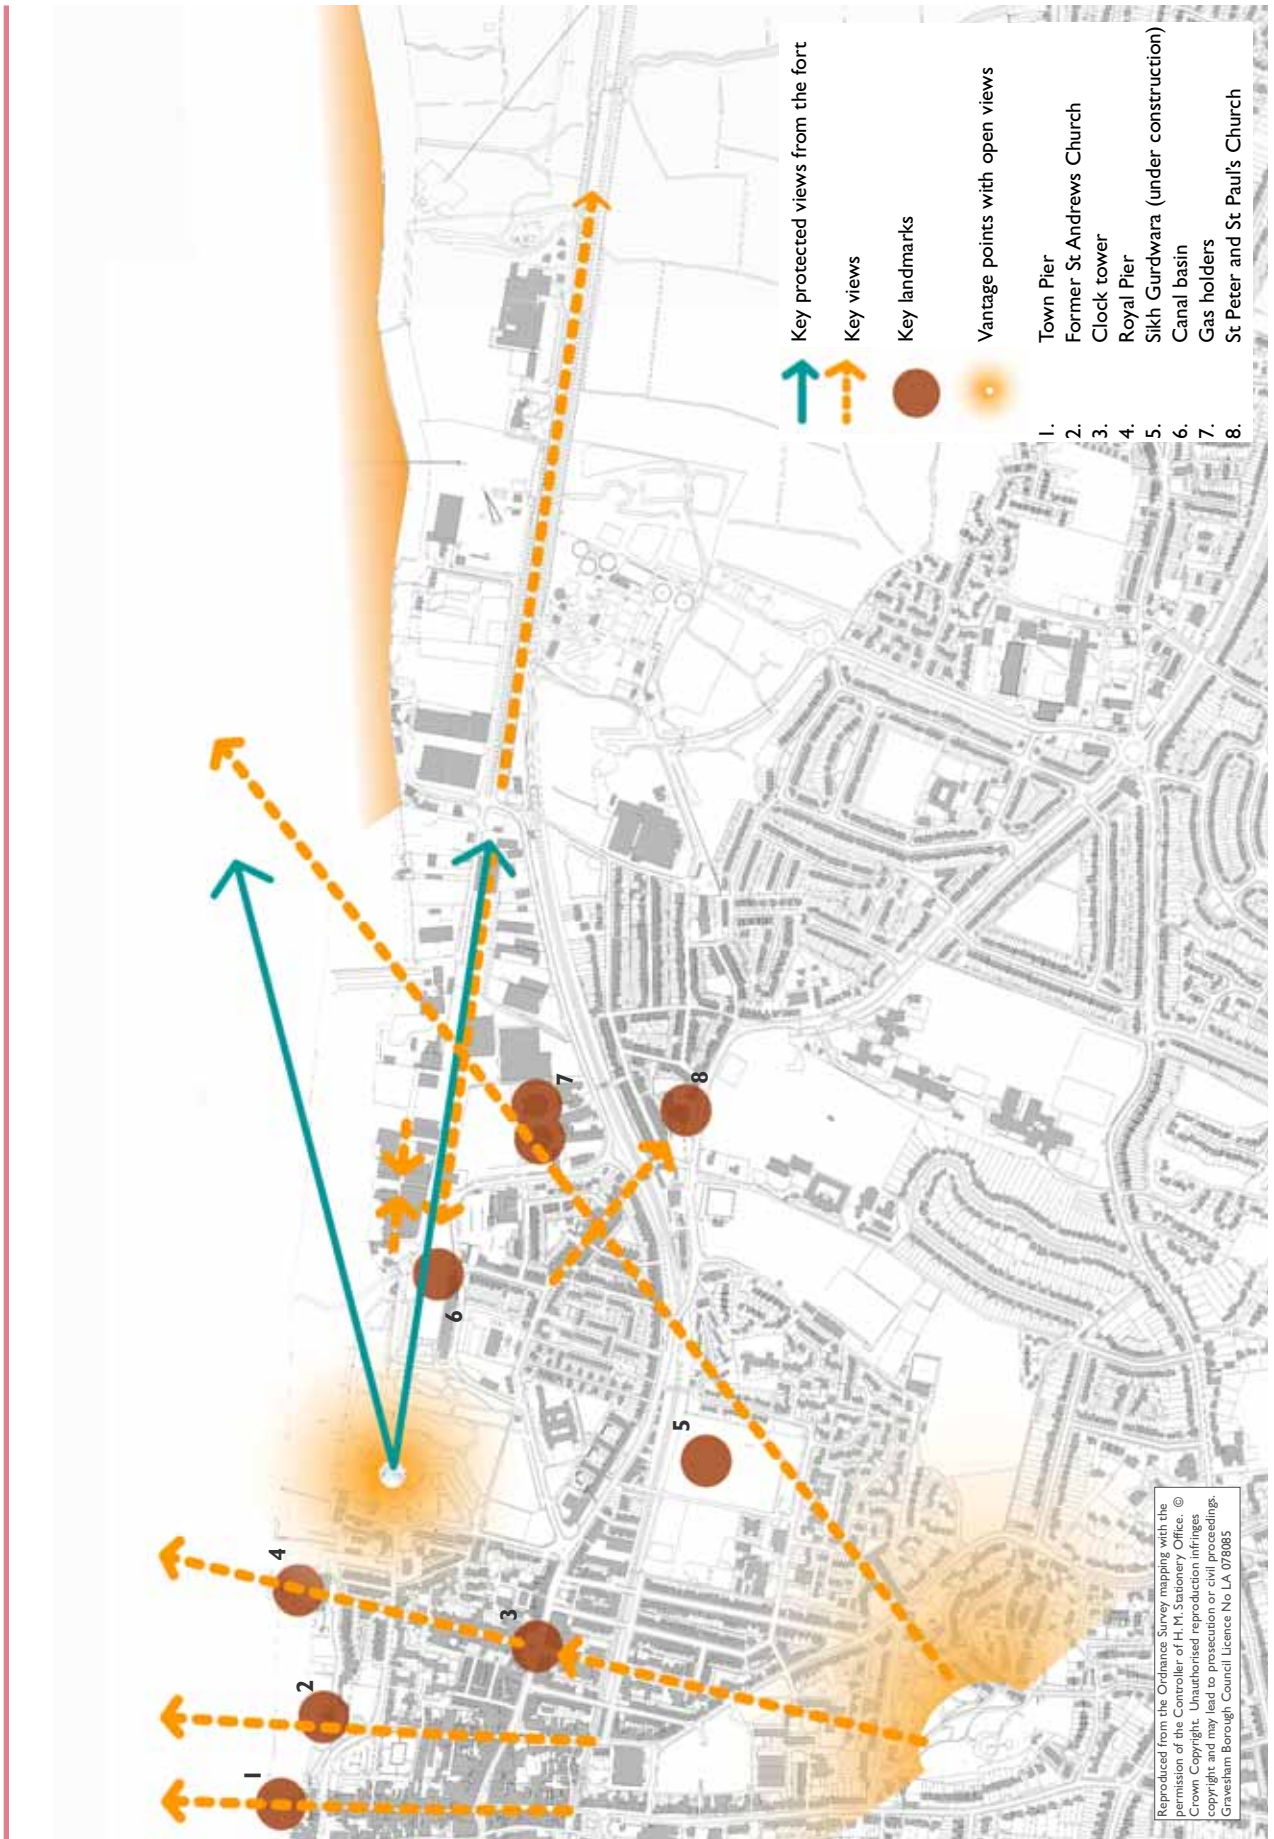 Key protected views from the fort
Key views
Key landmarks
Vantage points with open views
1. Town Pier
2. Former St Andrews Church
3. Clock tower
4. Royal Pier
5. Sikh Gurdwara (under construction)
6. Canal basin
7. Gas holders
8. St Peter and St Paul's Church
1
2
3
4
5
6
7
8
Reproduced from the Ordnance Survey mapping with the
permission of the Controller of H. M. Stationery Office. ©
Crown Copyright. Unauthorised reproduction infringes
copyright and may lead to prosecution or civil proceedings.
Gravesham Borough Council Licence No LA 078085